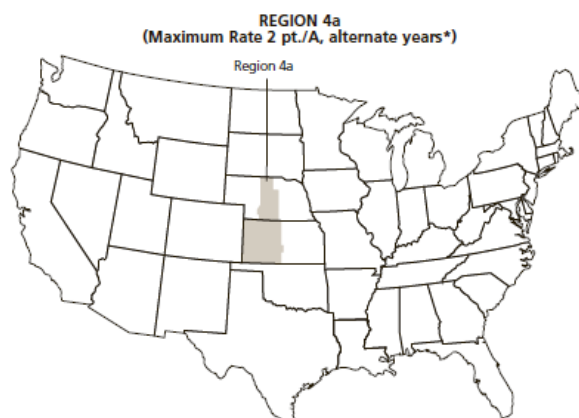 REGION 4a
(Maximum Rate 2 pt./A, alternate years*)
Region 4a